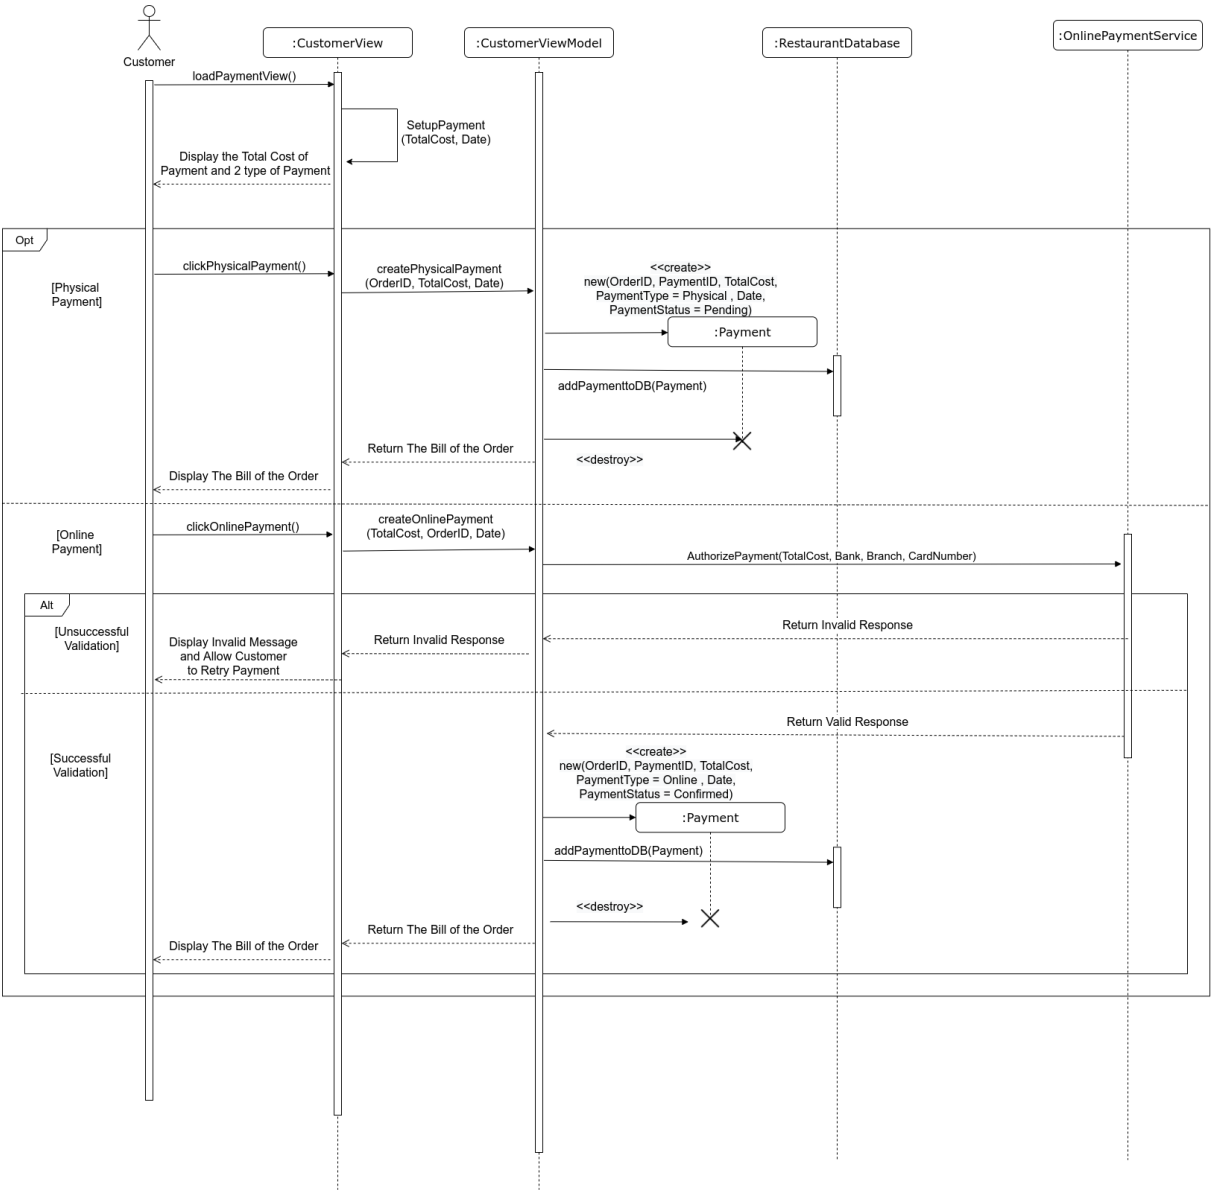 Customer
:CustomerView
:CustomerViewModel
:RestaurantDatabase
:OnlinePaymentService
loadPaymentView()
SetupPayment
(TotalCost, Date)
Display the Total Cost of
Payment and 2 type of Payment
Opt
[Physical
Payment]
clickPhysicalPayment()
createPhysicalPayment
(OrderID, TotalCost, Date)
<<create>>
new(OrderID, PaymentID, TotalCost,
PaymentType = Physical , Date,
PaymentStatus = Pending)
:Payment
addPaymenttoDB(Payment)
<<destroy>>
Return The Bill of the Order
Display The Bill of the Order
[Online
Payment]
clickOnlinePayment()
createOnlinePayment
(TotalCost, OrderID, Date)
AuthorizePayment(TotalCost, Bank, Branch, CardNumber)
Alt
[Unsuccessful
Validation]
Return Invalid Response
Return Invalid Response
Display Invalid Message
and Allow Customer
to Retry Payment
[Successful
Validation]
Return Valid Response
<<create>>
new(OrderID, PaymentID, TotalCost,
PaymentType = Online , Date,
PaymentStatus = Confirmed)
:Payment
addPaymenttoDB(Payment)
<<destroy>>
Return The Bill of the Order
Display The Bill of the Order